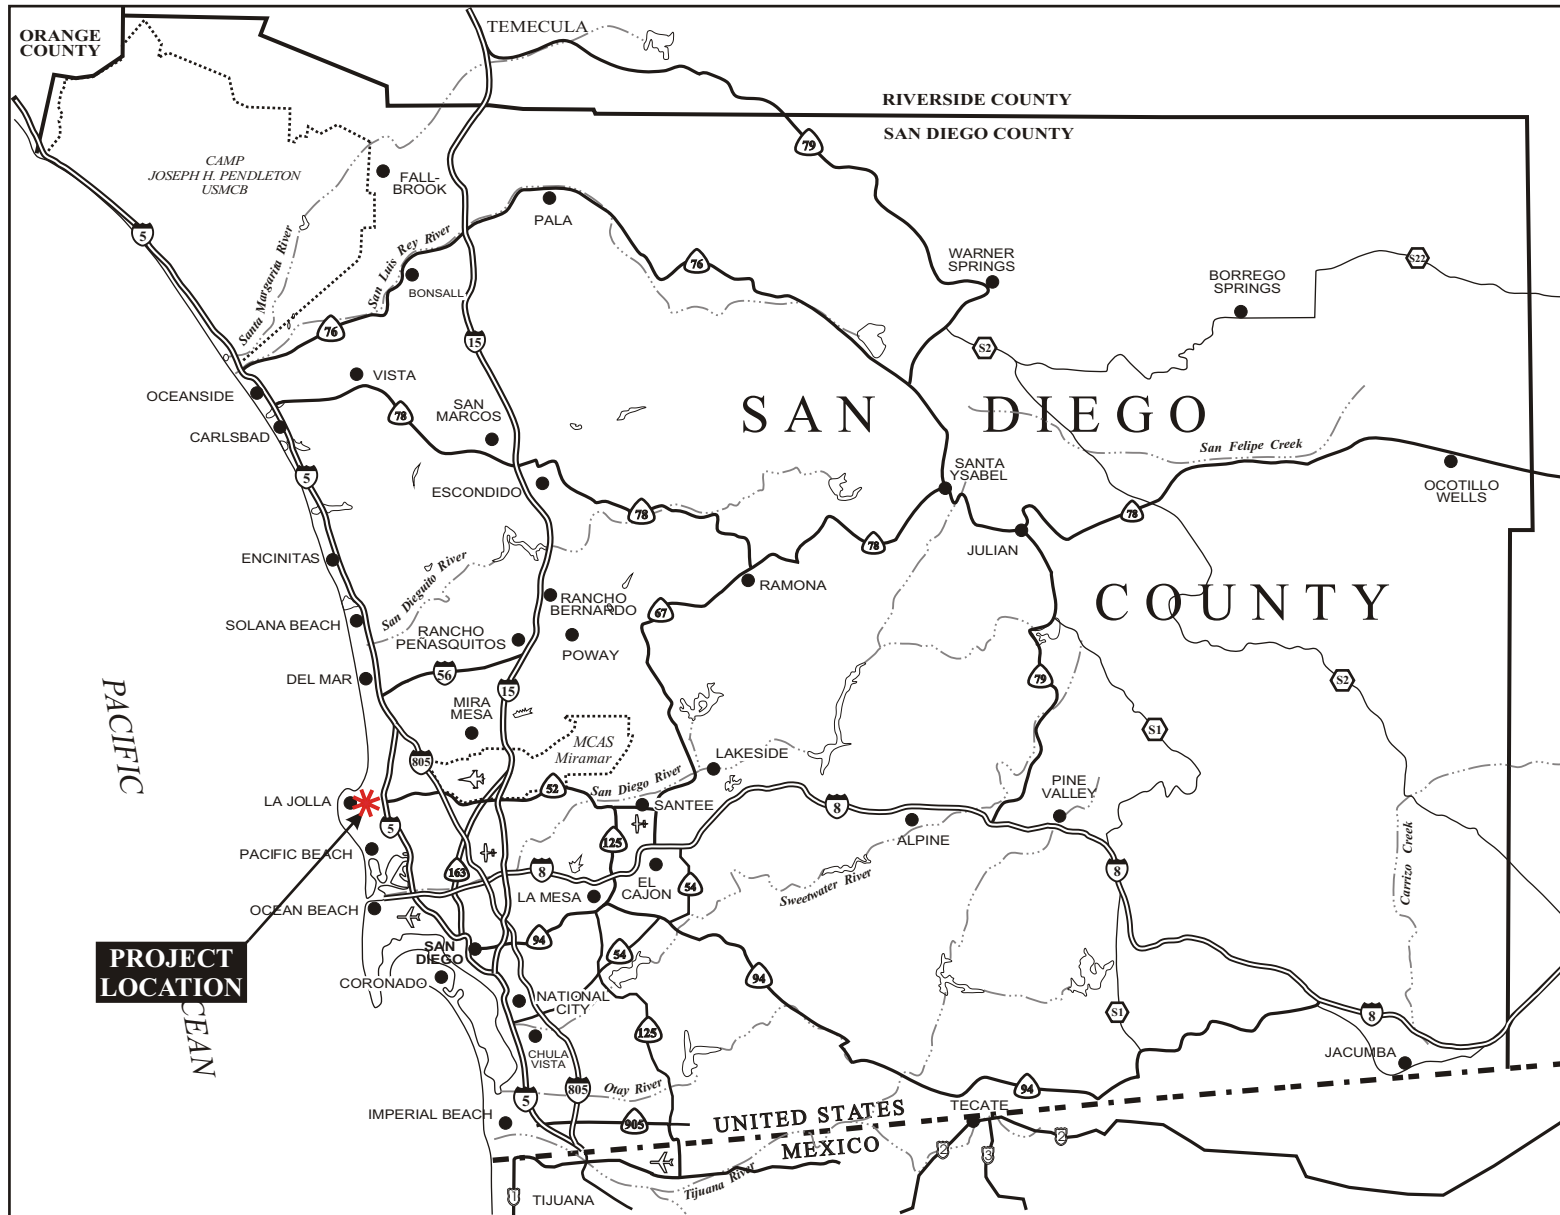 TEMECULA
ORANGE
COUNTY
RIVERSIDE COUNTY
SAN DIEGO COUNTY
79
CAMP
JOSEPH H. PENDLETON
USMCB
FALL-
BROOK
PALA
5
Santa Margarita River
San Luis Rey River
BONSALL
76
WARNER
SPRINGS
S22
BORREGO
SPRINGS
76
15
S2
VISTA
OCEANSIDE
SAN
MARCOS
78
SAN DIEGO
CARLSBAD
San Felipe Creek
5
ESCONDIDO
SANTA
YSABEL
OCOTILLO
WELLS
78
78
78
JULIAN
ENCINITAS
San Dieguito River
RAMONA
RANCHO
BERNARDO
67
COUNTY
SOLANA BEACH
RANCHO
PEÑASQUITOS
POWAY
56
DEL MAR
15
79
S2
PACIFIC
MIRA
MESA
S1
MCAS
Miramar
805
LAKESIDE
San Diego River
52
PINE
VALLEY
LA JOLLA
SANTEE
8
5
ALPINE
125
PACIFIC BEACH
163
8
EL
CAJON
54
8
LA MESA
Sweetwater River
Carrizo Creek
OCEAN BEACH
94
SAN
DIEGO
54
PROJECT
LOCATION
94
CORONADO
NATIONAL
CITY
CEAN
S1
8
125
CHULA
VISTA
JACUMBA
Otay River
805
5
94
IMPERIAL BEACH
905
TECATE
UNITED STATES
MEXICO
2
2
3
Tijuana River
1
TIJUANA